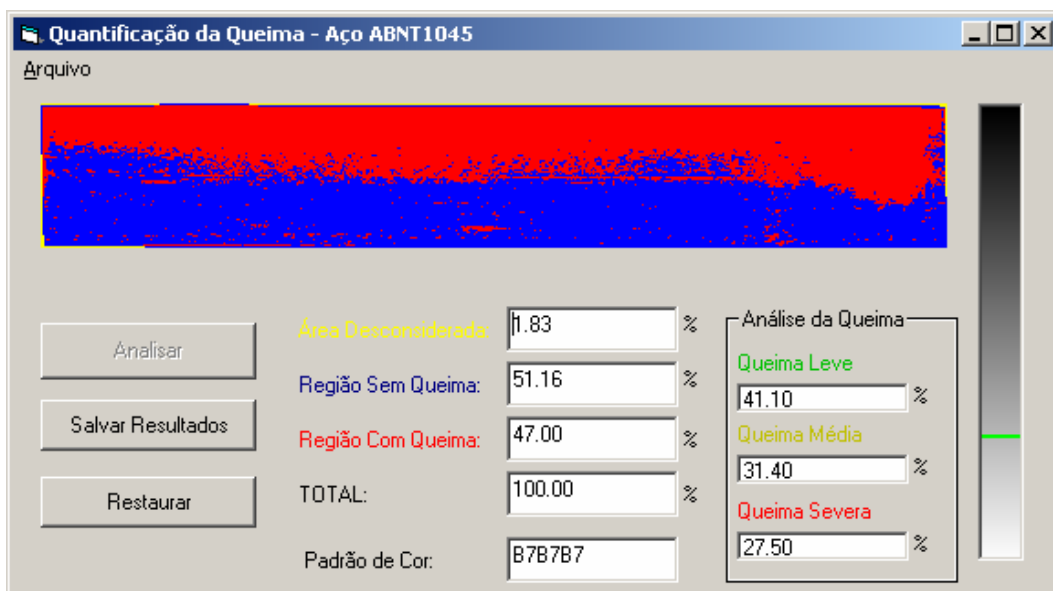 Quantificação da Queima - Aço ABNT1045
Arquivo
Analisar
Salvar Resultados
Restaurar
Área Desconsiderada: 1.83 %
Região Sem Queima: 51.16 %
Região Com Queima: 47.00 %
TOTAL: 100.00 %
Padrão de Cor: B7B7B7
Análise da Queima
Queima Leve
41.10 %
Queima Média
31.40 %
Queima Severa
27.50 %